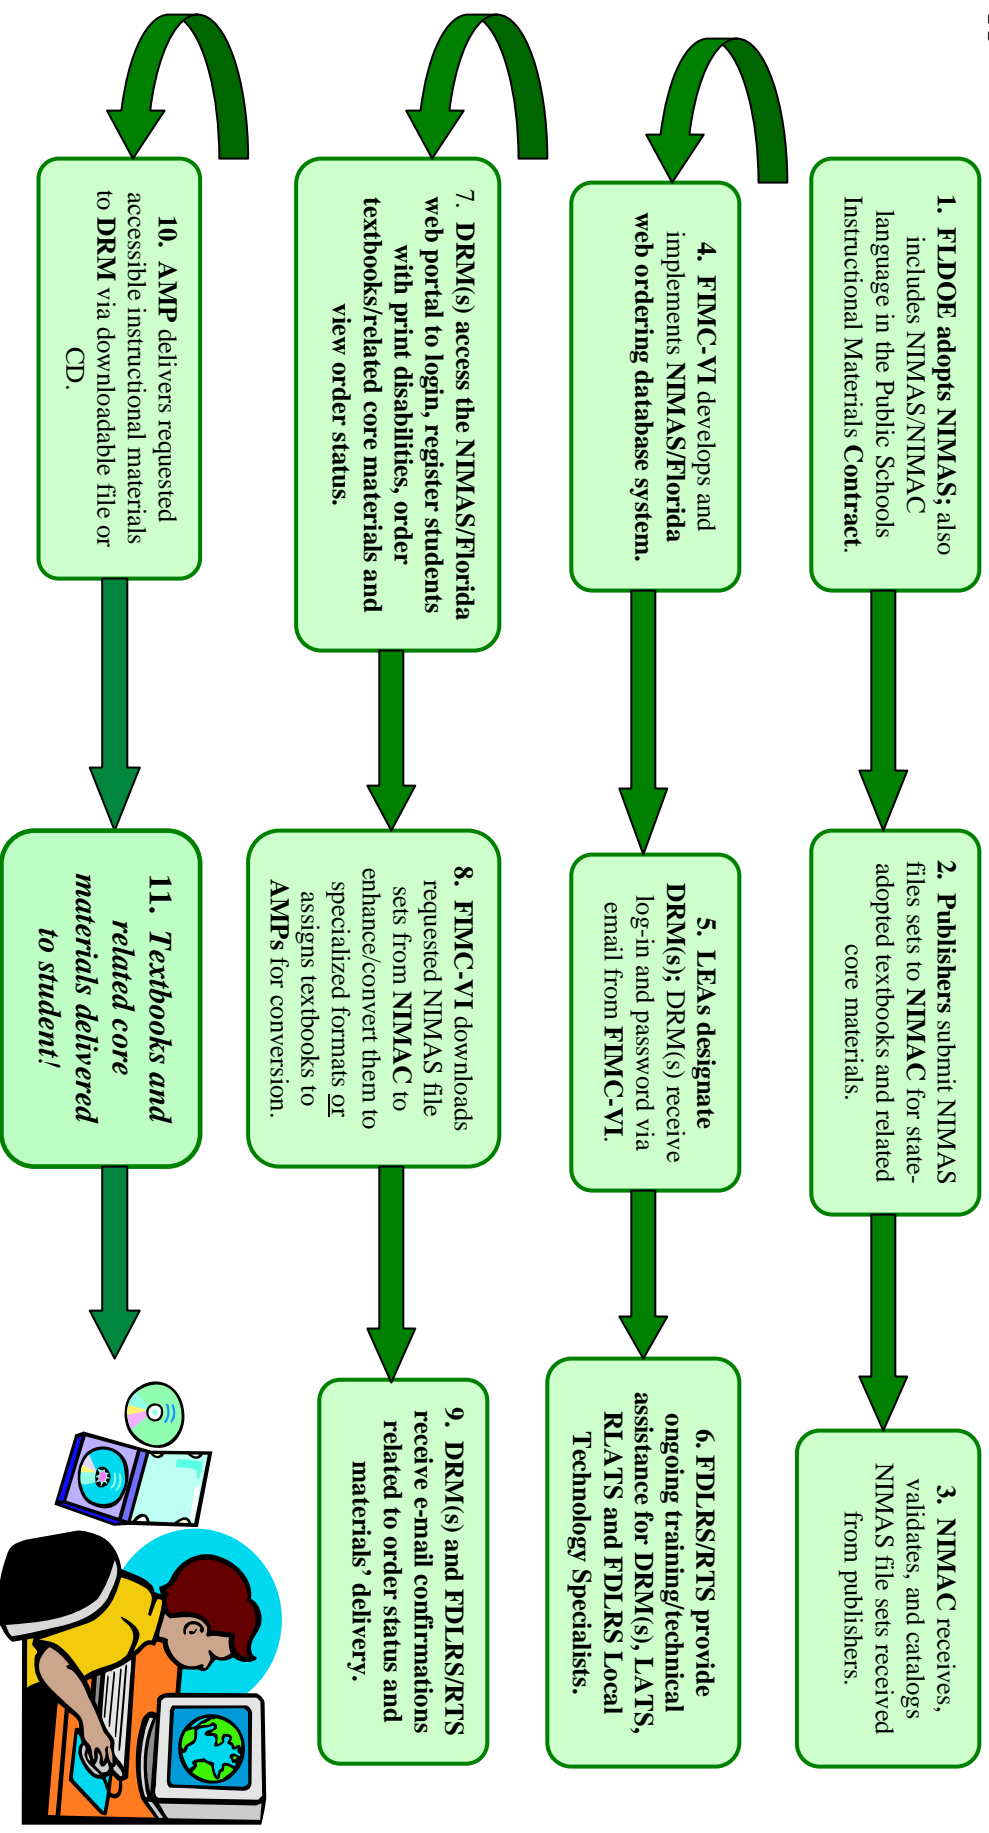 1. FLDOE adopts NIMAS; also
includes NIMAS/NIMAC
language in the Public Schools
Instructional Materials Contract.
2. Publishers submit NIMAS
files sets to NIMAC for state-
adopted textbooks and related
core materials.
3. NIMAC receives,
validates, and catalogs
NIMAS file sets received
from publishers.
4. FIMC-VI develops and
implements NIMAS/Florida
web ordering database system.
5. LEAs designate
DRM(s); DRM(s) receive
log-in and password via
email from FIMC-VI.
6. FDLRS/RTS provide
ongoing training/technical
assistance for DRM(s), LATS,
RLATS and FDLRS Local
Technology Specialists.
7. DRM(s) access the NIMAS/Florida
web portal to login, register students
with print disabilities, order
textbooks/related core materials and
view order status.
8. FIMC-VI downloads
requested NIMAS file
sets from NIMAC to
enhance/convert them to
specialized formats or
assigns textbooks to
AMPs for conversion.
9. DRM(s) and FDLRS/RTS
receive e-mail confirmations
related to order status and
materials’ delivery.
10. AMP delivers requested
accessible instructional materials
to DRM via downloadable file or
CD.
11. Textbooks and
related core
materials delivered
to student!